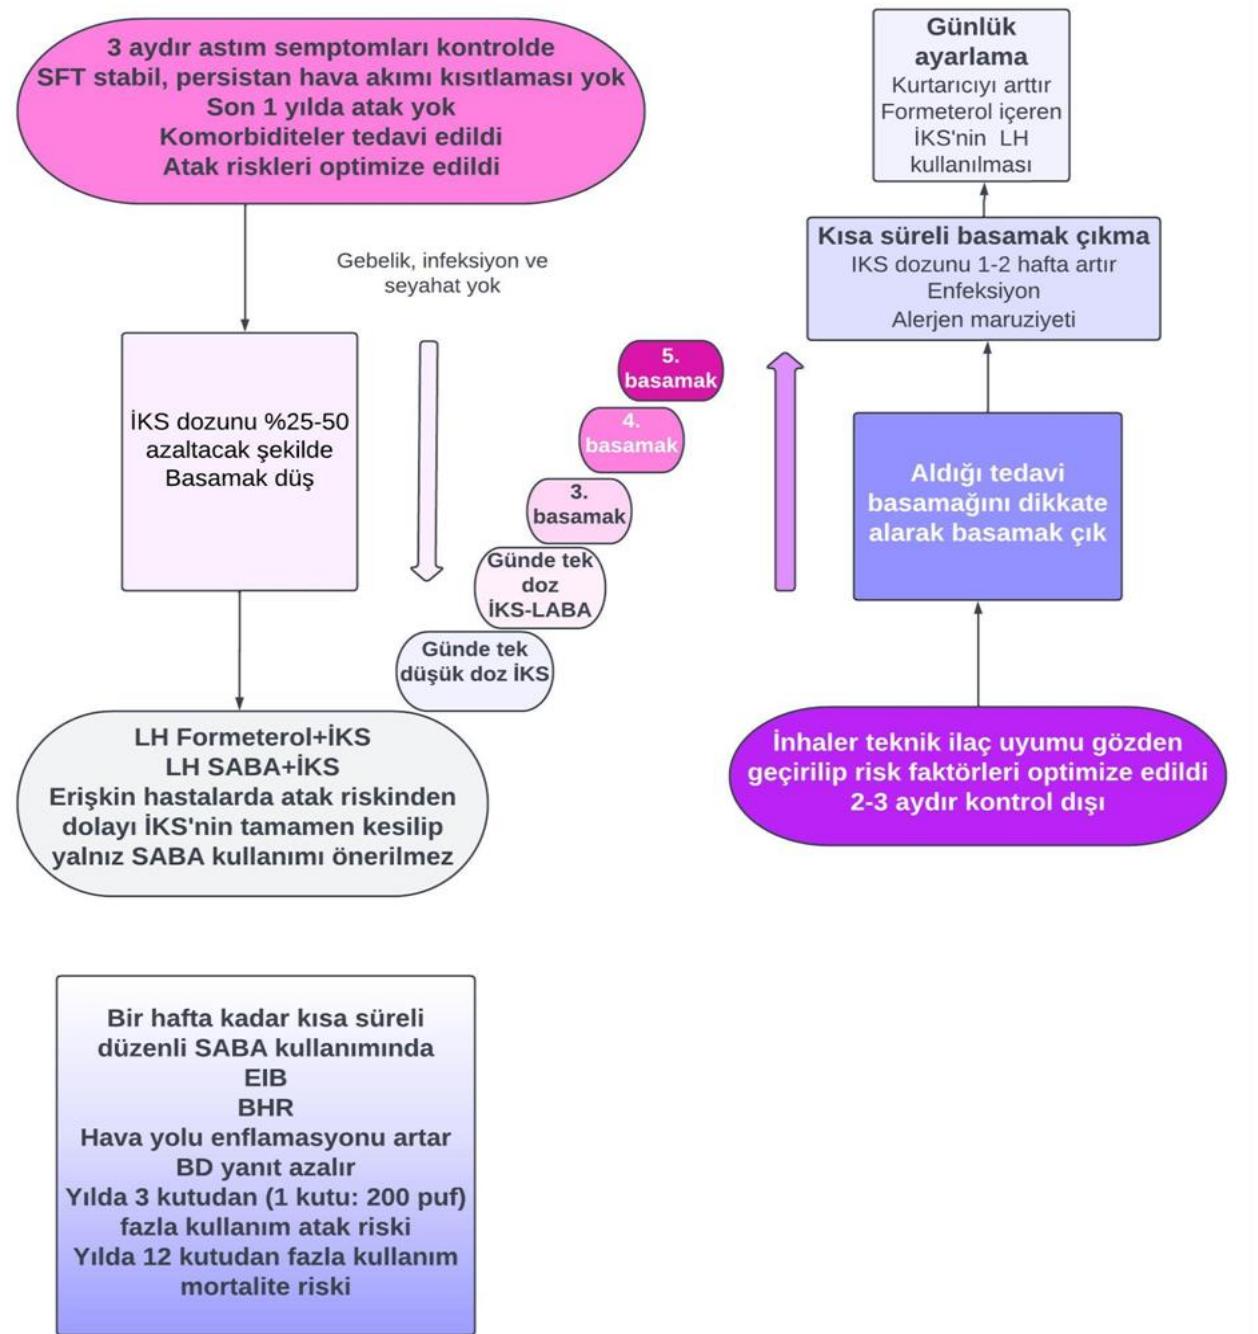 3 aydır astım semptomları kontrolde
SFT stabil, persistan hava akımı kısıtlaması yok
Son 1 yılda atak yok
Komorbiditeler tedavi edildi
Atak riskleri optimize edildi
Gebelik, infeksiyon ve
seyahat yok
İKS dozunu %25-50
azaltacak şekilde
Basamak düş
5.
basamak
4.
basamak
3.
basamak
Günde tek
doz
İKS-LABA
Günde tek
düşük doz İKS
LH Formeterol+İKS
LH SABA+İKS
Erişkin hastalarda atak riskinden
dolayı İKS'nin tamamen kesilip
yalnız SABA kullanımı önerilmez
Günlük
ayarlama
Kurtarıcıyı arttır
Formeterol içeren
İKS'nin LH
kullanılması
Kısa süreli basamak çıkma
IKS dozunu 1-2 hafta artır
Enfeksiyon
Alerjen maruziyeti
Aldığı tedavi
basamağını dikkate
alarak basamak çık
İnhaler teknik ilaç uyumu gözden
geçirilip risk faktörleri optimize edildi
2-3 aydır kontrol dışı
Bir hafta kadar kısa süreli
düzenli SABA kullanımında
EIB
BHR
Hava yolu enflamasyonu artar
BD yanıt azalır
Yılda 3 kutudan (1 kutu: 200 puf)
fazla kullanım atak riski
Yılda 12 kutudan fazla kullanım
mortalite riski